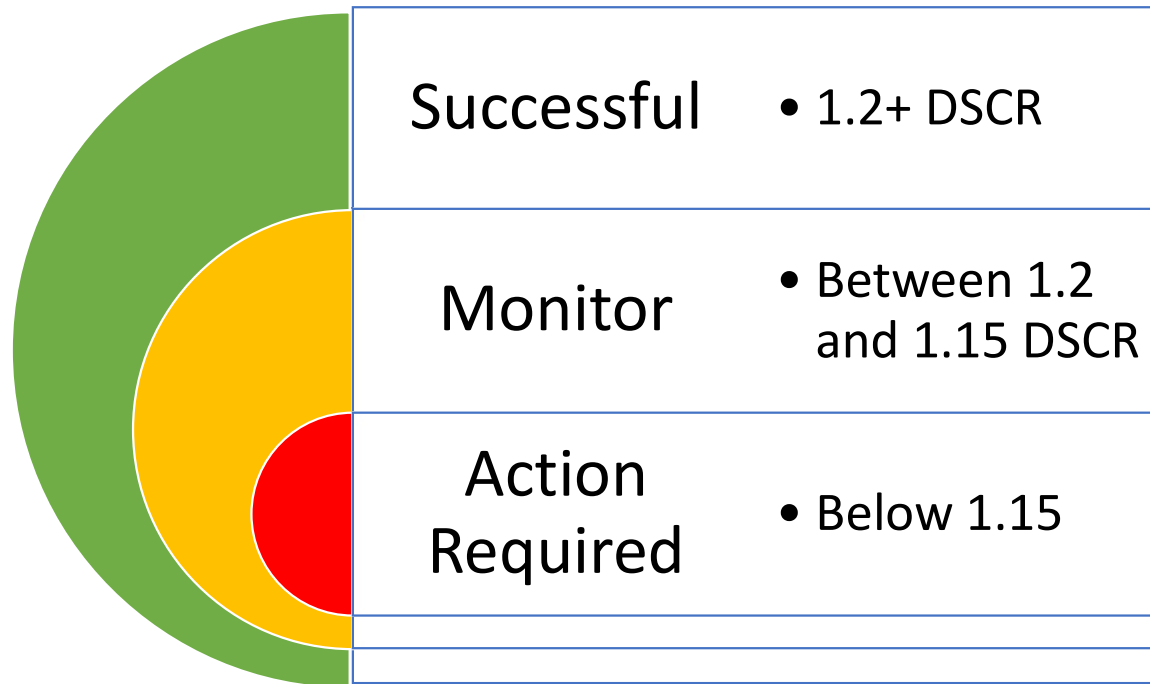 Successful
• 1.2+ DSCR
Monitor
• Between 1.2
and 1.15 DSCR
Action
Required
• Below 1.15